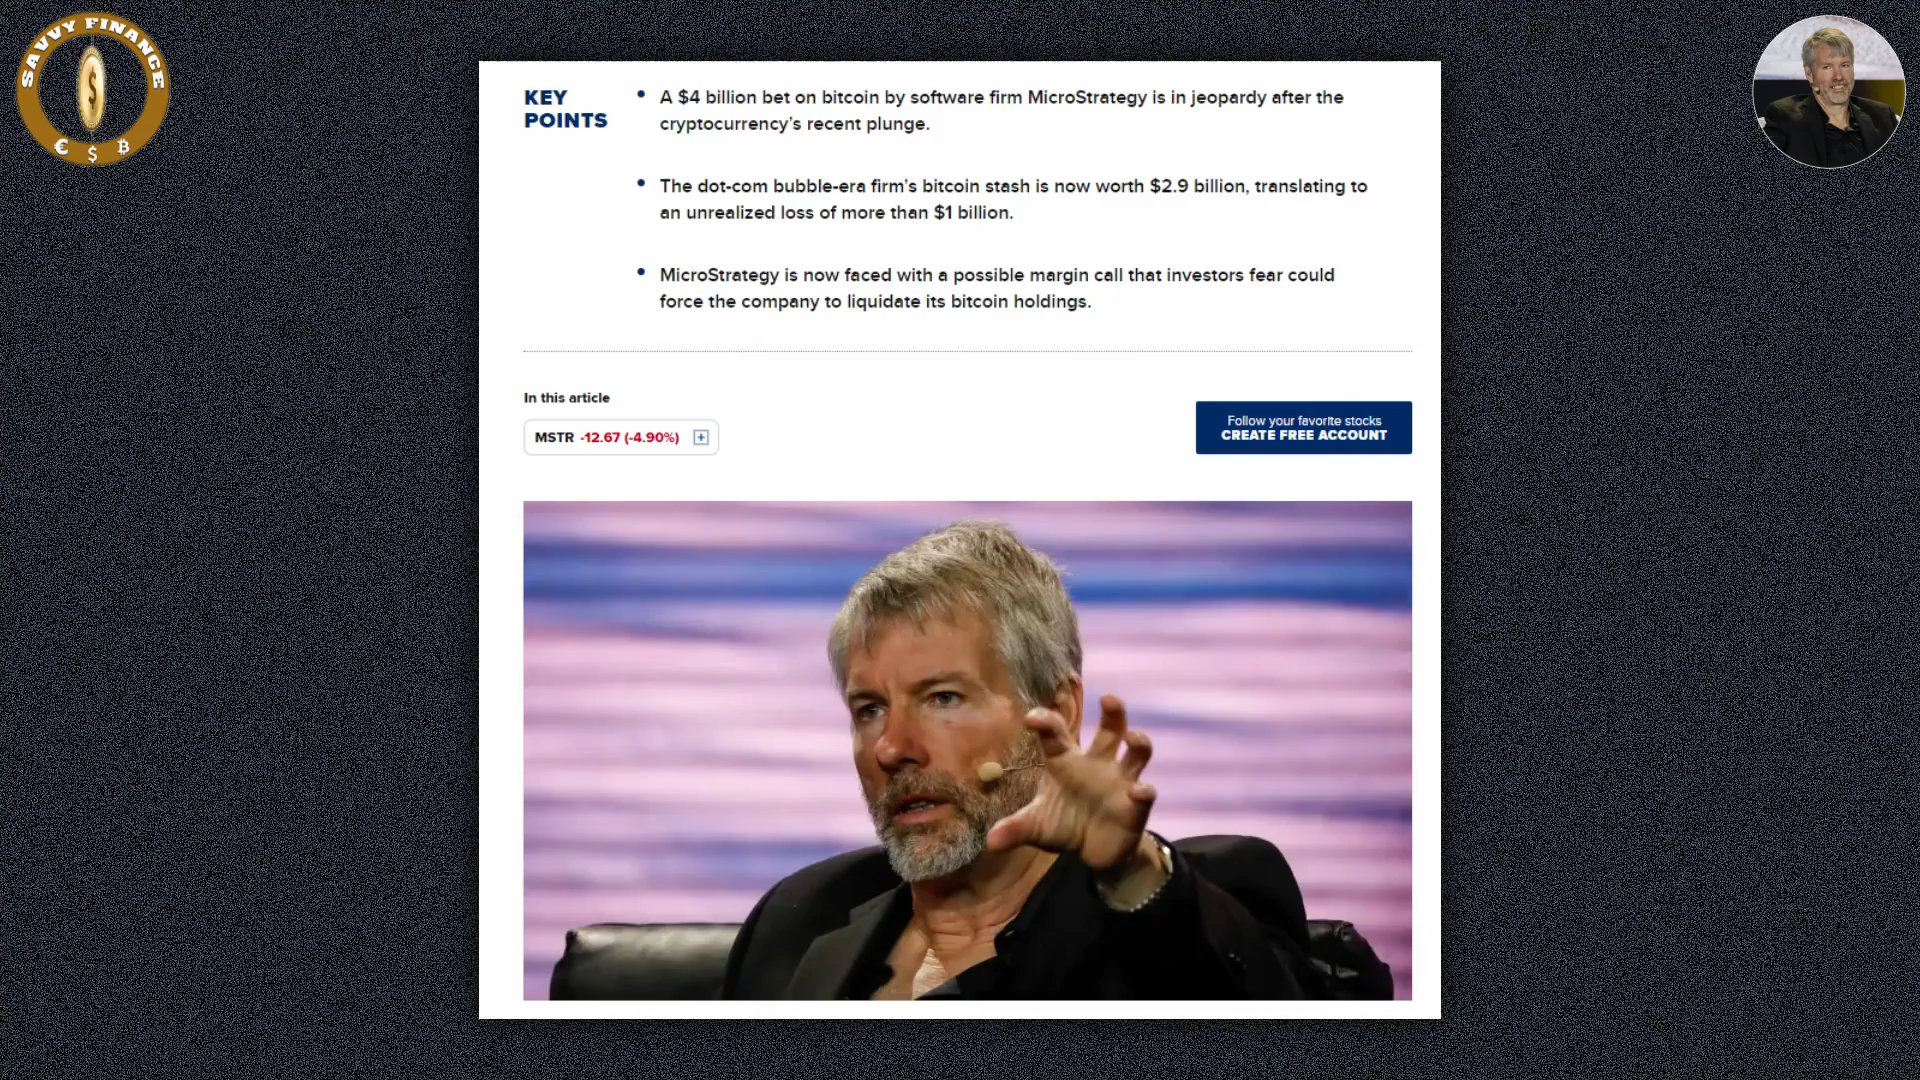 SAVVY FINANCE
$
€ $ ₿
KEY
POINTS
• A $4 billion bet on bitcoin by software firm MicroStrategy is in jeopardy after the
cryptocurrency’s recent plunge.
• The dot-com bubble-era firm’s bitcoin stash is now worth $2.9 billion, translating to
an unrealized loss of more than $1 billion.
• MicroStrategy is now faced with a possible margin call that investors fear could
force the company to liquidate its bitcoin holdings.
In this article
MSTR -12.67 (-4.90%) +
Follow your favorite stocks
CREATE FREE ACCOUNT